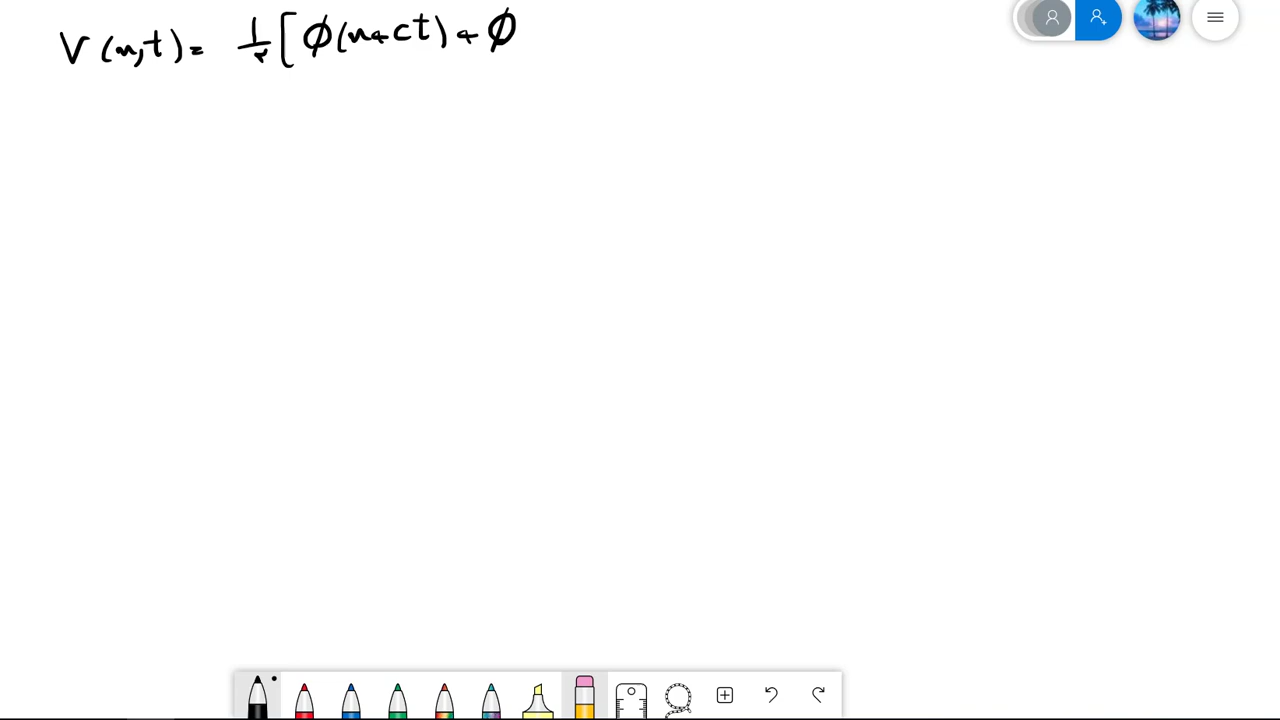 V(x,t) = 1/2 [ϕ(x+ct)+ϕ